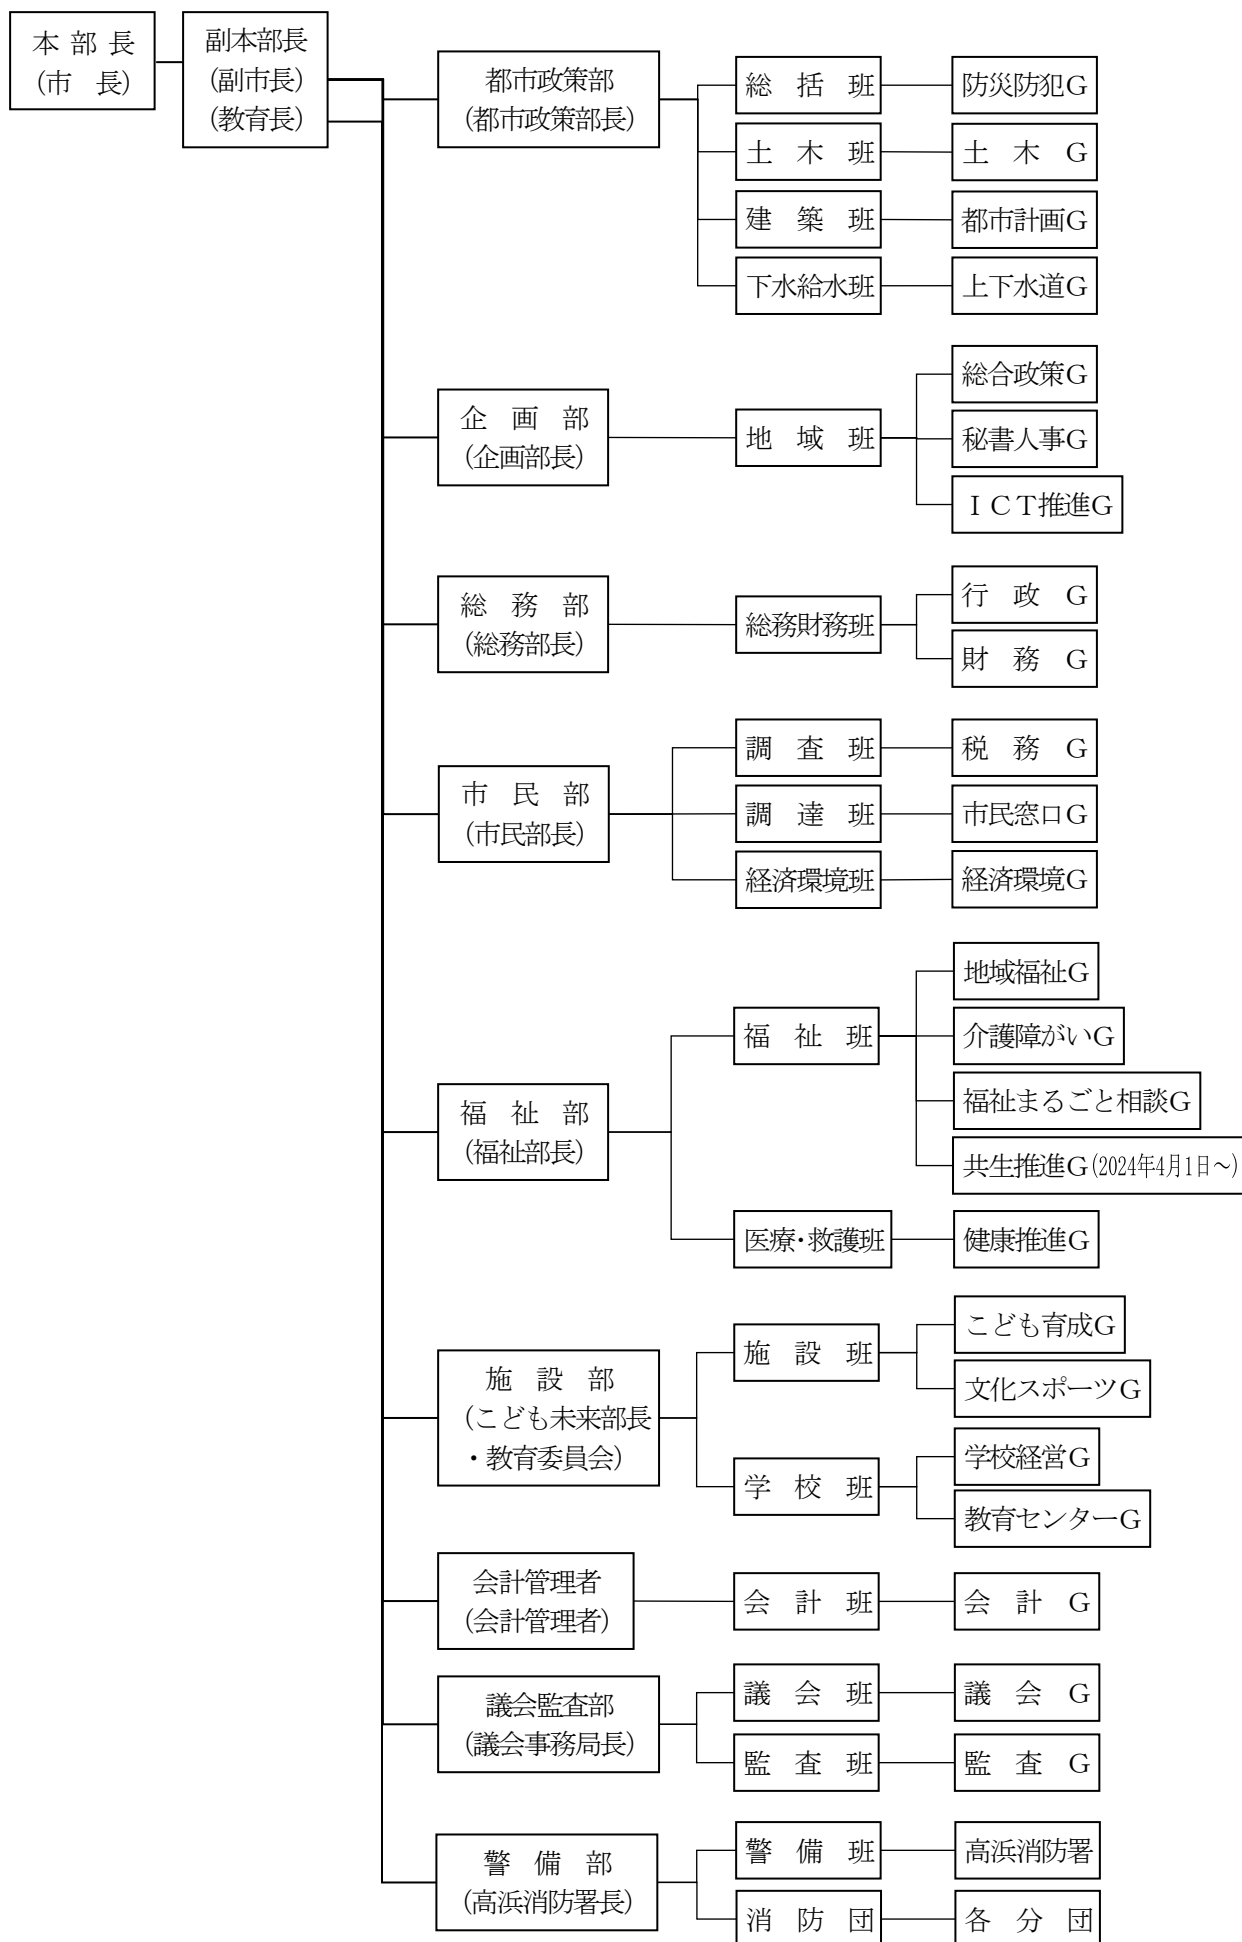 本部長
(市　長)
副本部長
(副市長)
(教育長)
都市政策部
(都市政策部長)
総　括　班
防災防犯G
土　木　班
土　木　G
建　築　班
都市計画G
下水給水班
上下水道G
企　画　部
(企画部長)
地　域　班
総合政策G
秘書人事G
ＩＣＴ推進G
総　務　部
(総務部長)
総務財務班
行　政　G
財　務　G
市　民　部
(市民部長)
調　査　班
税　務　G
調　達　班
市民窓口G
経済環境班
経済環境G
福　祉　部
(福祉部長)
福　祉　班
地域福祉G
介護障がいG
福祉まるごと相談G
共生推進G(2024年4月1日～)
医療・救護班
健康推進G
施　設　部
(こども未来部長
・教育委員会)
施　設　班
こども育成G
文化スポーツG
学　校　班
学校経営G
教育センターG
会計管理者
(会計管理者)
会　計　班
会　計　G
議会監査部
(議会事務局長)
議　会　班
議　会　G
監　査　班
監　査　G
警　備　部
(高浜消防署長)
警　備　班
高浜消防署
消　防　団
各　分　団